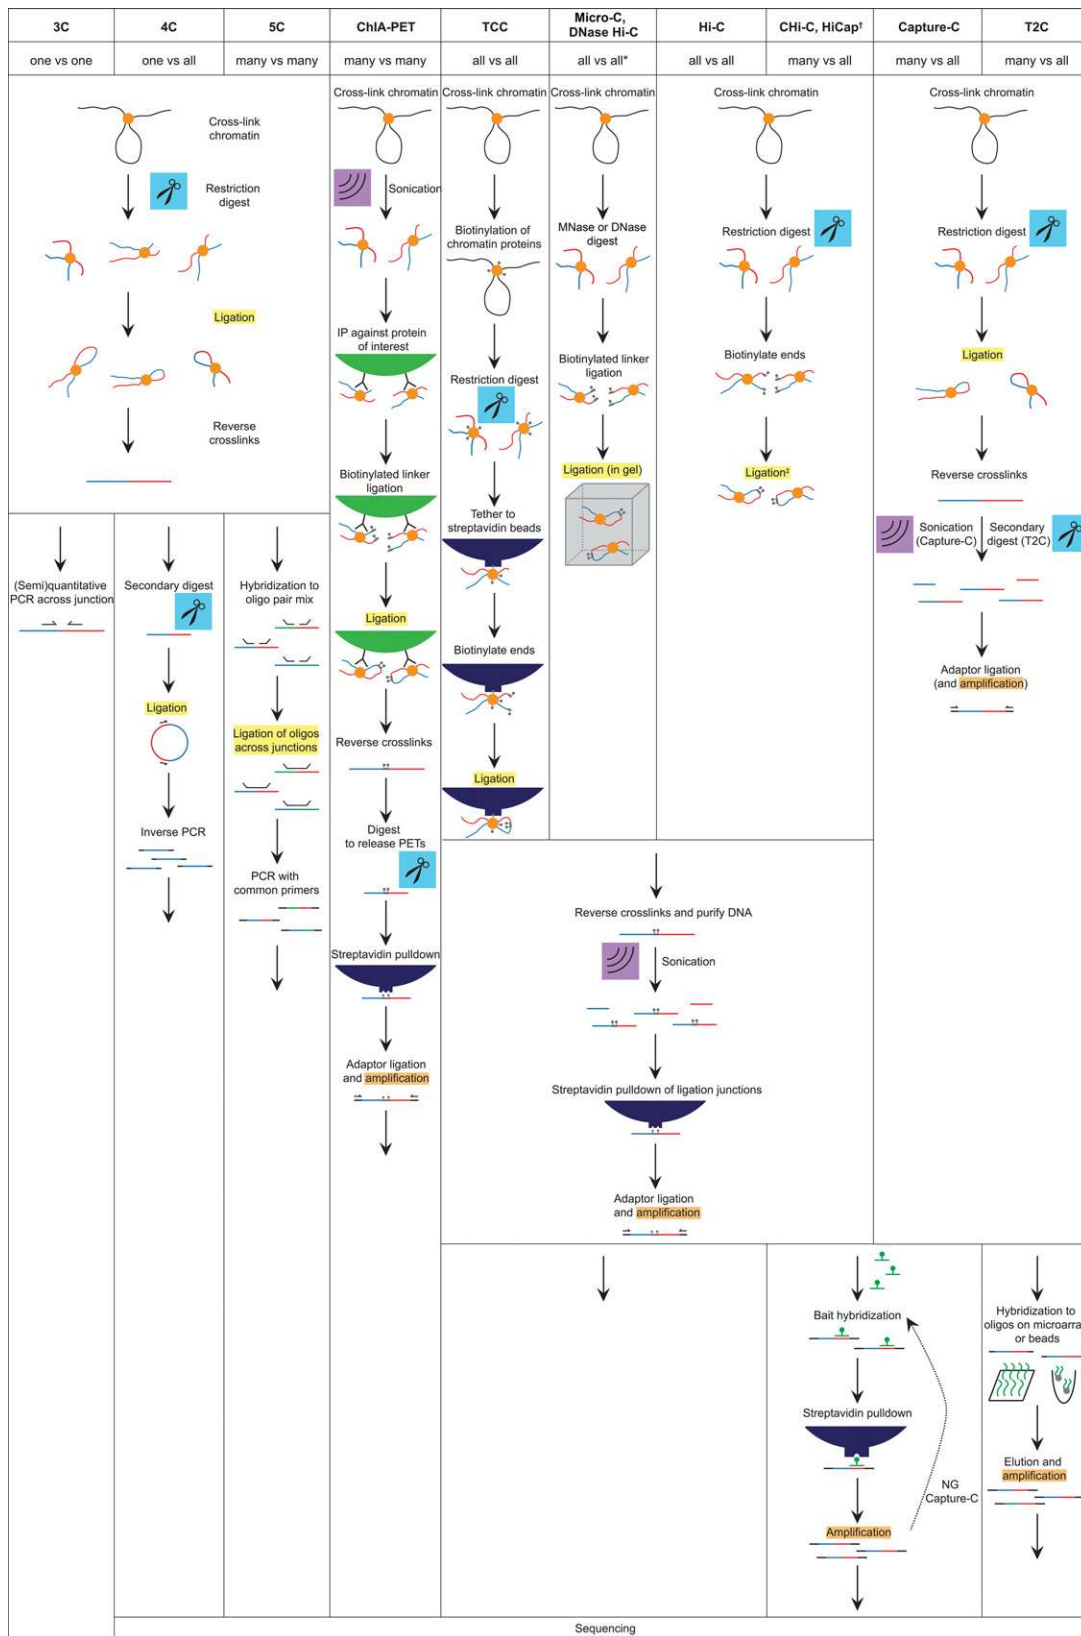 3C
4C
5C
ChIA-PET
TCC
Micro-C,
DNase Hi-C
Hi-C
CHi-C, HiCap†
Capture-C
T2C
one vs one
one vs all
many vs many
many vs many
all vs all
all vs all*
all vs all
many vs all
many vs all
many vs all
Cross-link
chromatin
Restriction
digest
Ligation
Reverse
crosslinks
(Semi)quantitative
PCR across junction
Secondary digest
Ligation
Inverse PCR
Hybridization to
oligo pair mix
Ligation of oligos
across junctions
PCR with
common primers
Cross-link chromatin
Sonication
IP against protein
of interest
Biotinylated linker
ligation
Ligation
Reverse crosslinks
Digest
to release PETs
Streptavidin pulldown
Adaptor ligation
and amplification
Cross-link chromatin
Biotinylation of
chromatin proteins
Restriction digest
Tether to
streptavidin beads
Biotinylate ends
Ligation
Cross-link chromatin
MNase or DNase
digest
Biotinylated linker
ligation
Ligation (in gel)
Cross-link chromatin
Restriction digest
Biotinylate ends
Ligation‡
Reverse crosslinks and purify DNA
Sonication
Streptavidin pulldown of ligation junctions
Adaptor ligation
and amplification
Cross-link chromatin
Restriction digest
Ligation
Reverse crosslinks
Sonication
(Capture-C)
Secondary
digest (T2C)
Adaptor ligation
(and amplification)
Bait hybridization
Streptavidin pulldown
Amplification
NG
Capture-C
Hybridization to
oligos on microarra
or beads
Elution and
amplification
Sequencing